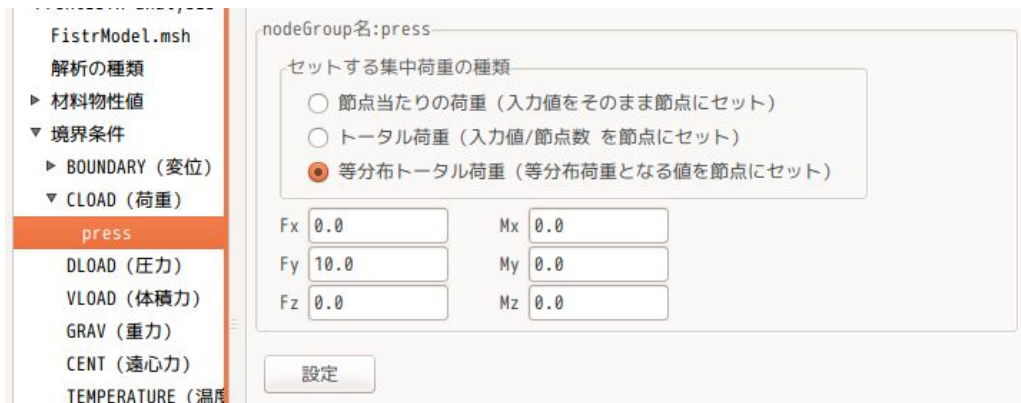 FistrModel.msh
解析の種類
材料物性値
境界条件
BOUNDARY (変位)
CLOAD (荷重)
press
DLOAD (圧力)
VLOAD (体積力)
GRAV (重力)
CENT (遠心力)
TEMPERATURE (温度
nodeGroup名:press
セットする集中荷重の種類
節点当たりの荷重 (入力値をそのまま節点にセット)
トータル荷重 (入力値/節点数 を節点にセット)
等分布トータル荷重 (等分布荷重となる値を節点にセット)
Fx 0.0 Mx 0.0
Fy 10.0 My 0.0
Fz 0.0 Mz 0.0
設定